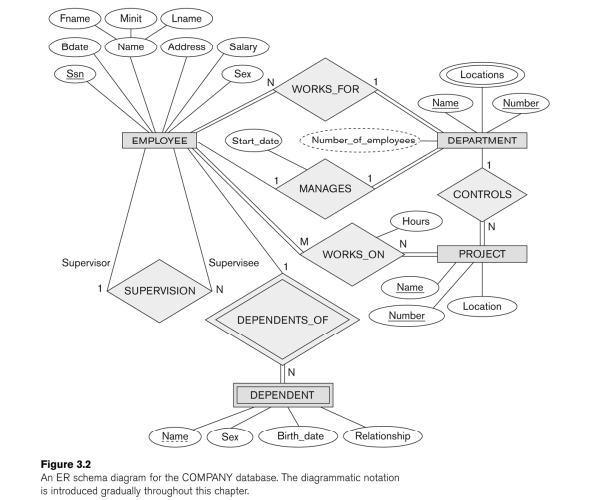 Fname Minit Lname
Bdate Name Address Salary
Ssn Sex
N WORKS_FOR 1
Locations
Name Number
EMPLOYEE Start_date Number_of_employees DEPARTMENT
1 MANAGES 1
1
CONTROLS
N
Hours
M WORKS_ON N
PROJECT
Name
Number Location
Supervisor Supervisee
1 SUPERVISION N
1
DEPENDENTS_OF
N
DEPENDENT
Name Sex Birth_date Relationship
Figure 3.2
An ER schema diagram for the COMPANY database. The diagrammatic notation
is introduced gradually throughout this chapter.